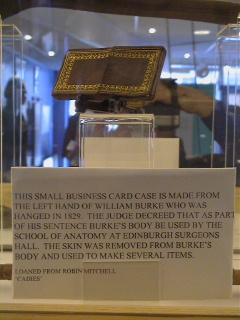 THIS SMALL BUSINESS CARD CASE IS MADE FROM
THE LEFT HAND OF WILLIAM BURKE WHO WAS
HANGED IN 1829. THE JUDGE DECREED THAT AS PART
OF HIS SENTENCE BURKE'S BODY BE USED BY THE
SCHOOL OF ANATOMY AT EDINBURGH SURGEONS
HALL. THE SKIN WAS REMOVED FROM BURKE'S
BODY AND USED TO MAKE SEVERAL ITEMS.
LOANED FROM ROBIN MITCHELL
"CADIES"